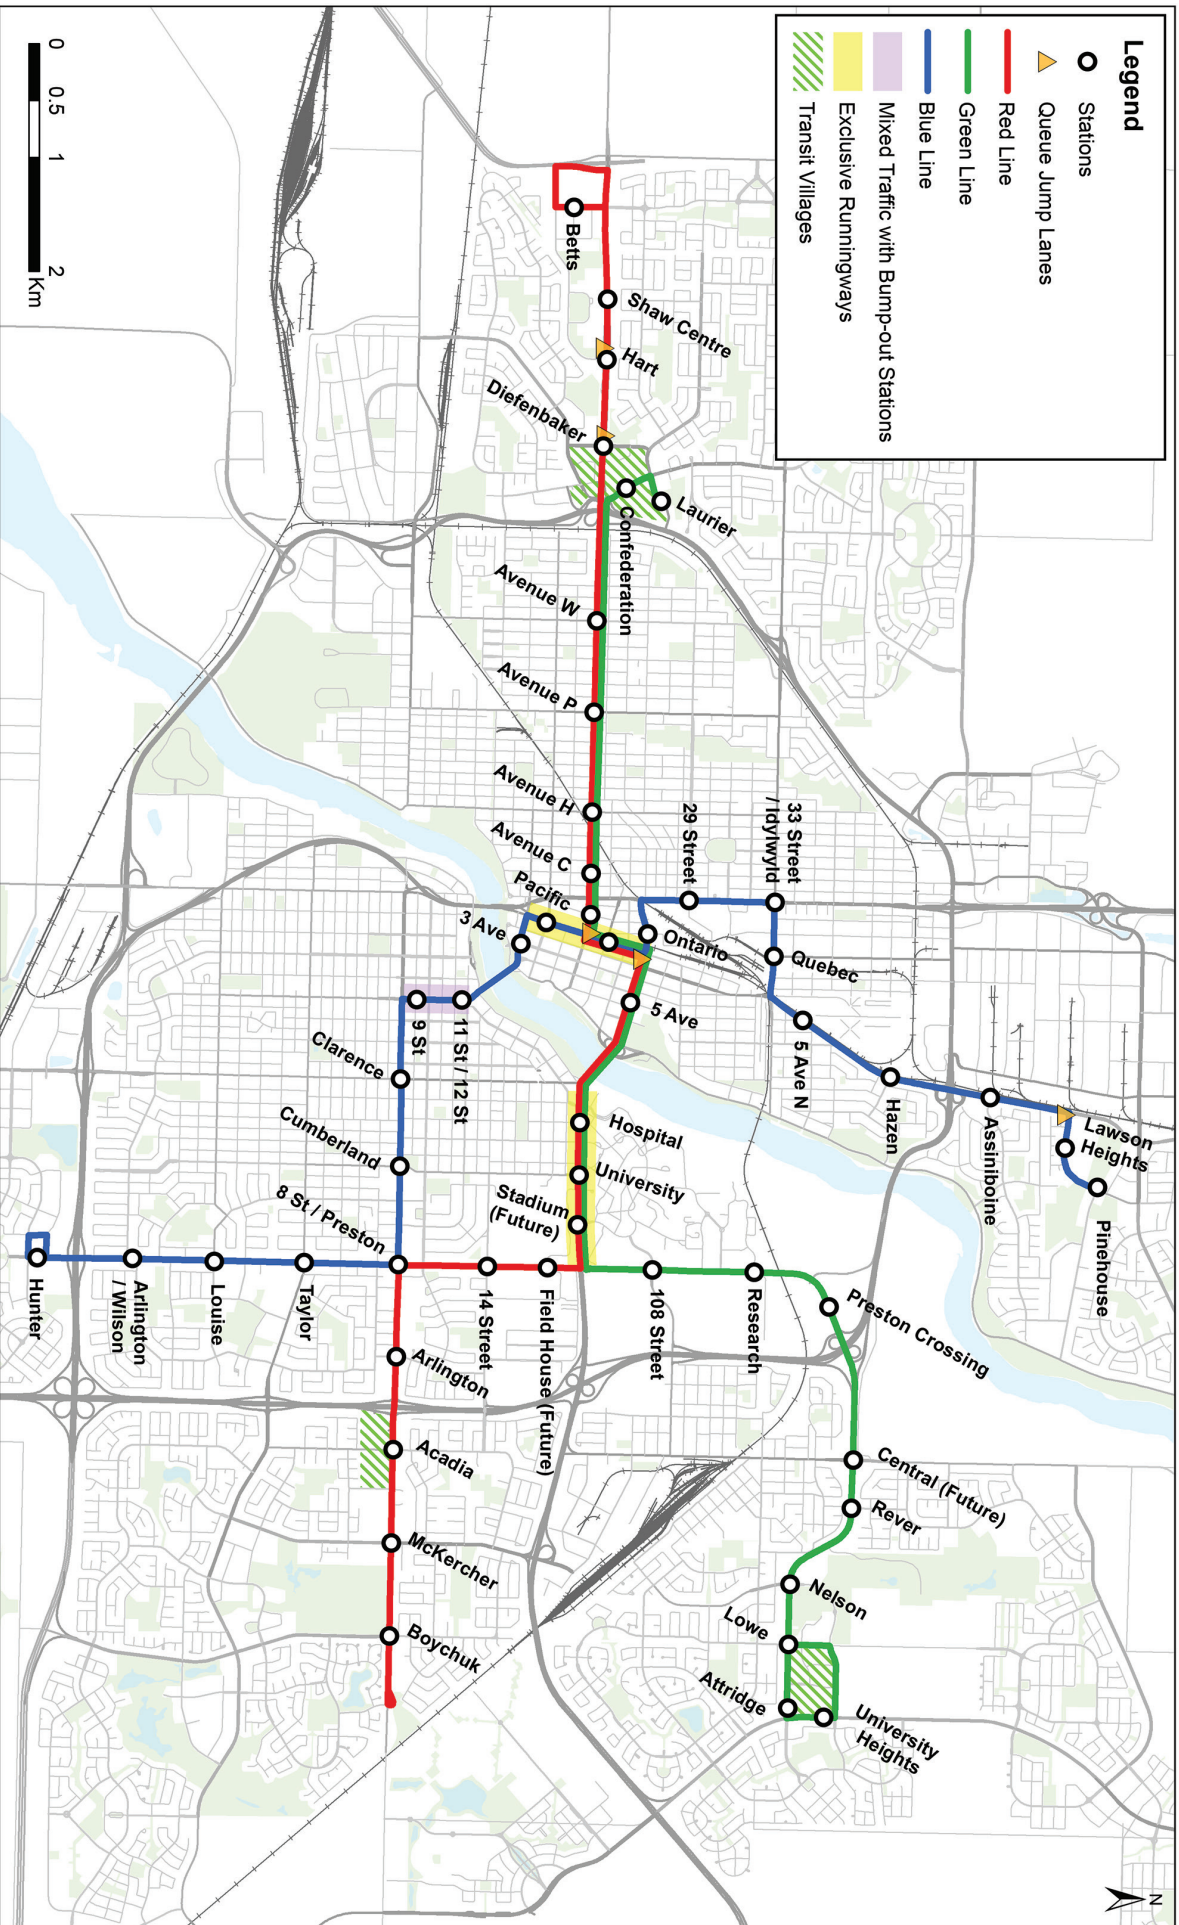 Legend
Stations
Queue Jump Lanes
Red Line
Green Line
Blue Line
Mixed Traffic with Bump-out Stations
Exclusive Runningways
Transit Villages
0 0.5 1 2
Km
N
Pinehouse
Lawson
Heights
Assiniboine
Hazen
5 Ave N
Quebec
33 Street
/ Idylwyld
29 Street
Ontario
Laurier
Confederation
Shaw Centre
Hart
Betts
Diefenbaker
Avenue W
Avenue P
Avenue H
Avenue C
Pacific
3 Ave
5 Ave
Hospital
University
Stadium
(Future)
108 Street
Research
Preston Crossing
Central (Future)
Rever
Nelson
Lowe
Attridge
University
Heights
Field House (Future)
14 Street
11 St / 12 St
9 St
Clarence
Cumberland
8 St / Preston
Arlington
Acadia
McKercher
Boychuk
Taylor
Louise
Arlington
/ Wilson
Hunter